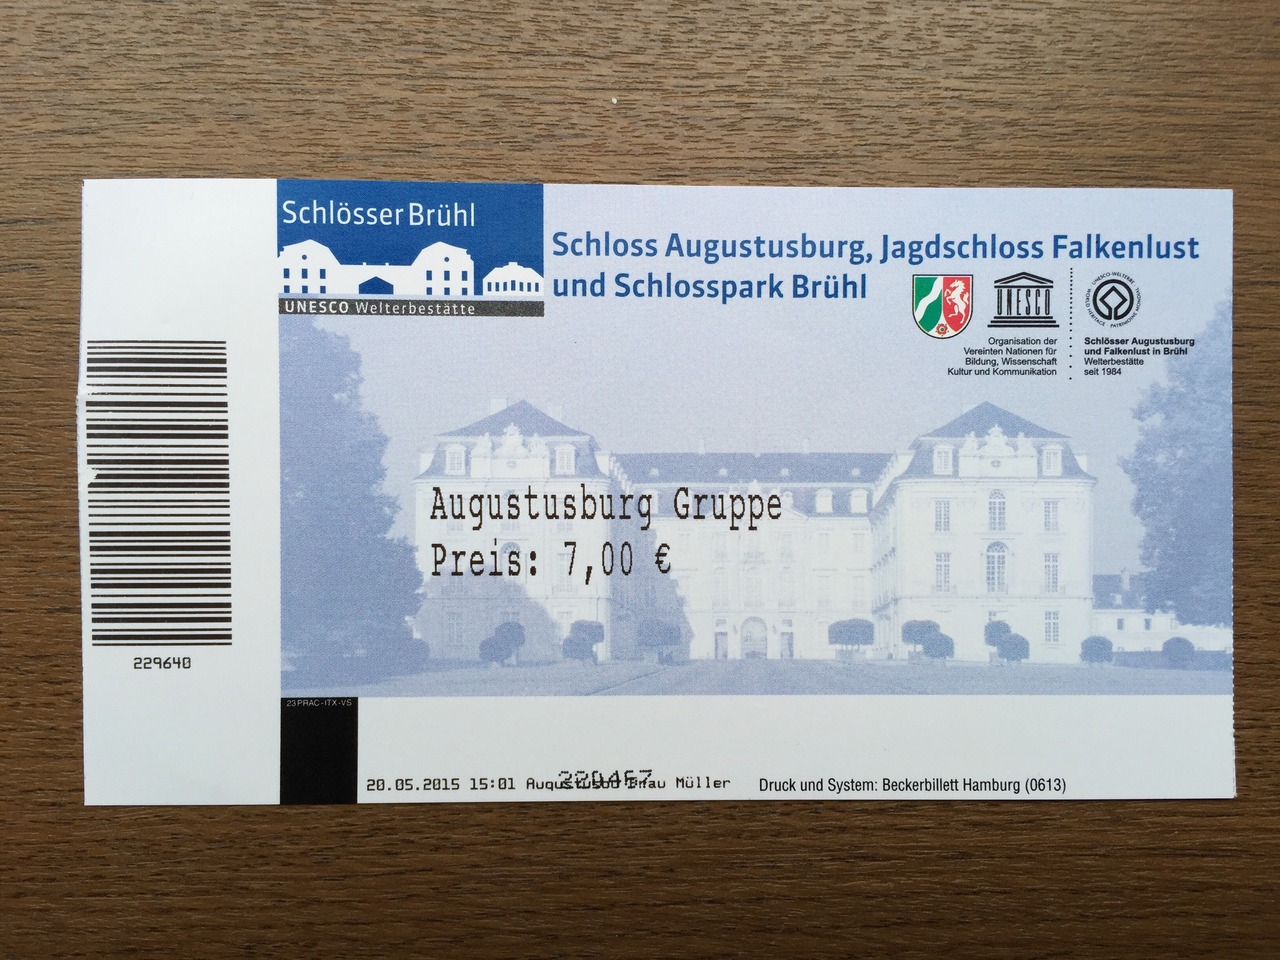 Schlösser Brühl
UNESCO Welterbestätte
Schloss Augustusburg, Jagdschloss Falkenlust
und Schlosspark Brühl
UNESCO
Organisation der
Vereinten Nationen für
Bildung, Wissenschaft
Kultur und Kommunikation
Schlösser Augustusburg
und Falkenlust in Brühl
Welterbestätte
seit 1984
Augustusburg Gruppe
Preis: 7,00 €
229640
23PRAC-ITX-VS
20.05.2015 15:01 Frau Müller
Druck und System: Beckerbillett Hamburg (0613)